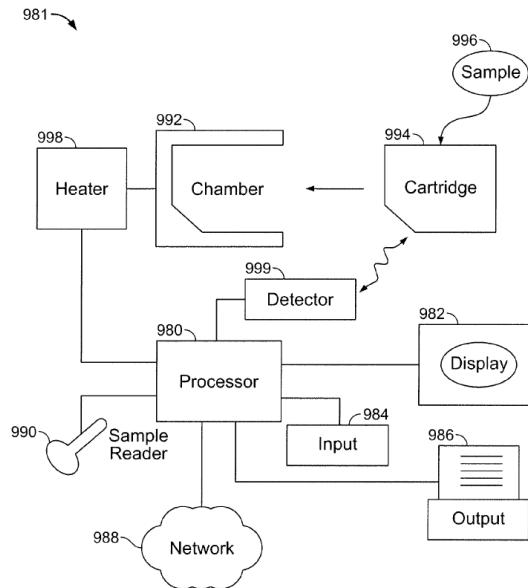 981
996
Sample
998
992
994
Heater
Chamber
Cartridge
999
Detector
980
982
Processor
Display
984
990
Sample
Reader
Input
986
988
Network
Output